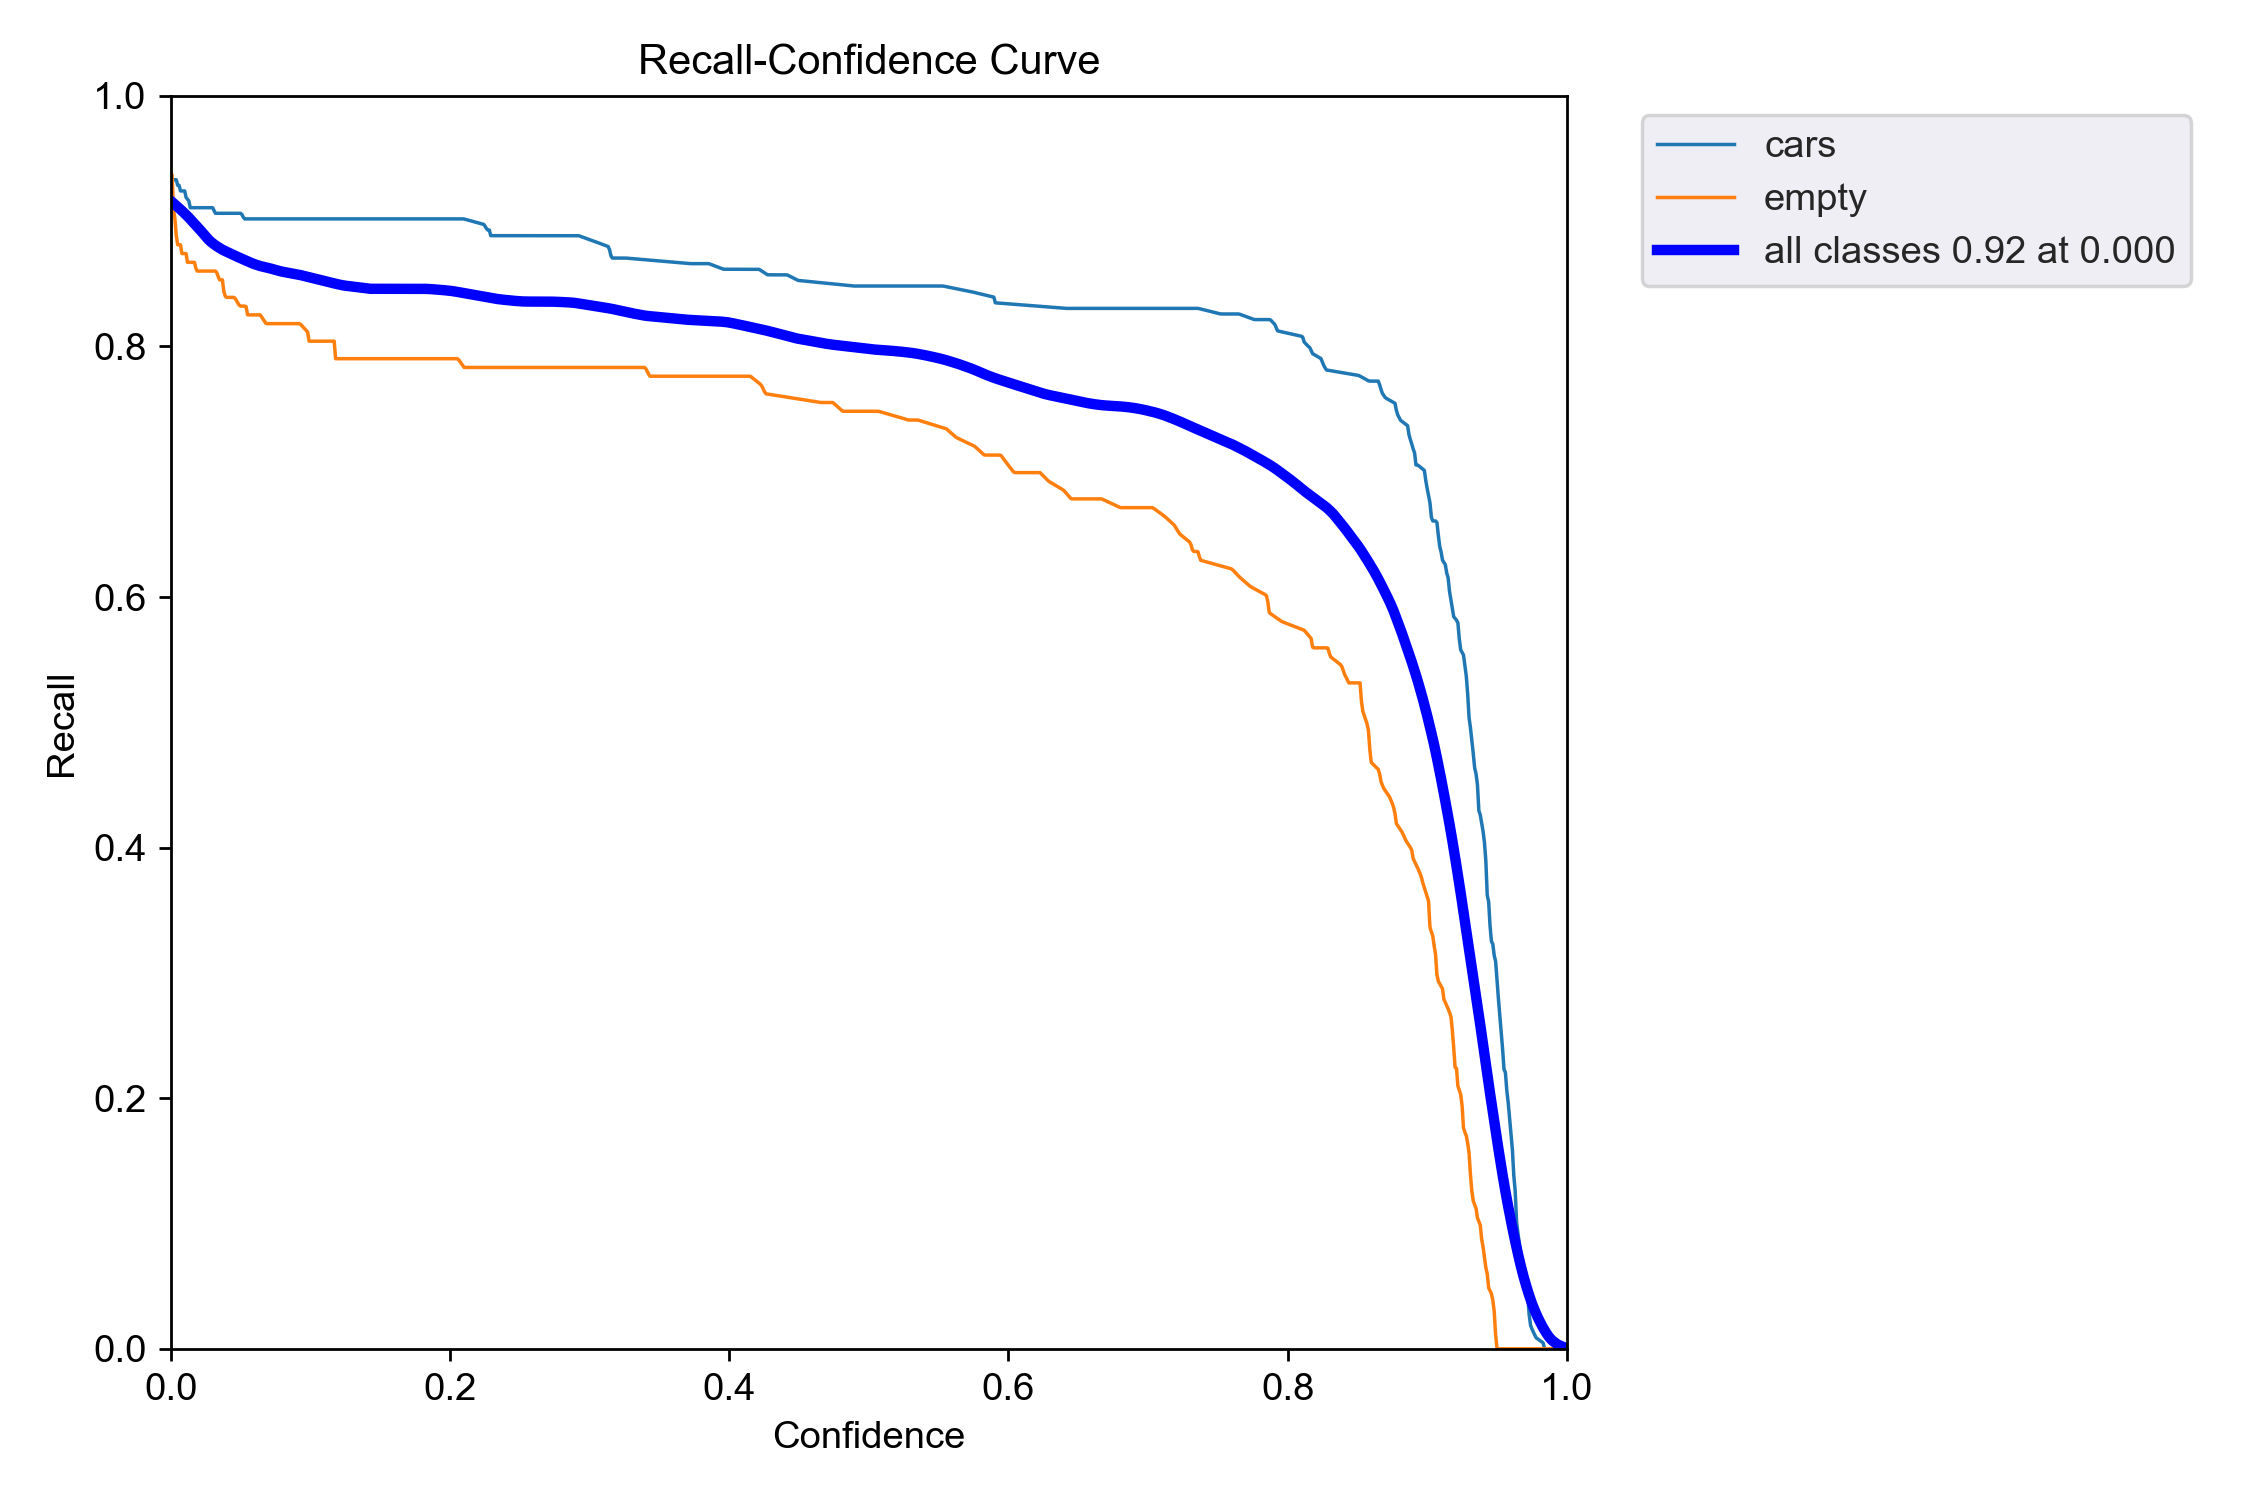 Recall-Confidence Curve
1.0
0.8
0.6
0.4
0.2
0.0
Recall
0.0 0.2 0.4 0.6 0.8 1.0
Confidence
cars
empty
all classes 0.92 at 0.000